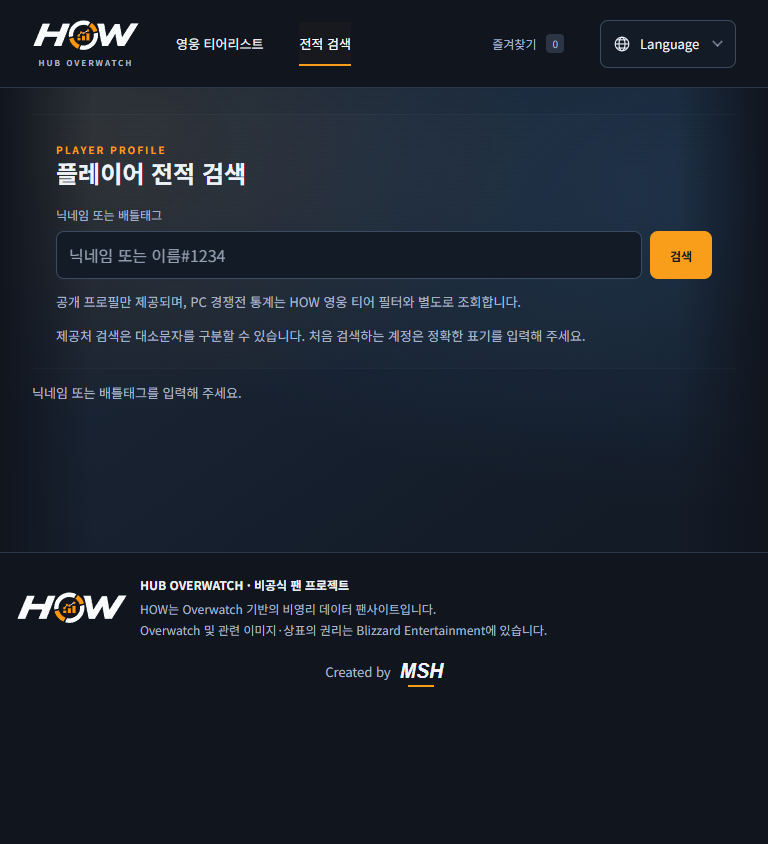 HOW
HUB OVERWATCH
영웅 티어리스트
전적 검색
즐겨찾기 0
Language
PLAYER PROFILE
플레이어 전적 검색
닉네임 또는 배틀태그
닉네임 또는 이름#1234
검색
공개 프로필만 제공되며, PC 경쟁전 통계는 HOW 영웅 티어 필터와 별도로 조회합니다.
제공처 검색은 대소문자를 구분할 수 있습니다. 처음 검색하는 계정은 정확한 표기를 입력해 주세요.
닉네임 또는 배틀태그를 입력해 주세요.
HOW
HUB OVERWATCH · 비공식 팬 프로젝트
HOW는 Overwatch 기반의 비영리 데이터 팬사이트입니다.
Overwatch 및 관련 이미지·상표의 권리는 Blizzard Entertainment에 있습니다.
Created by MSH